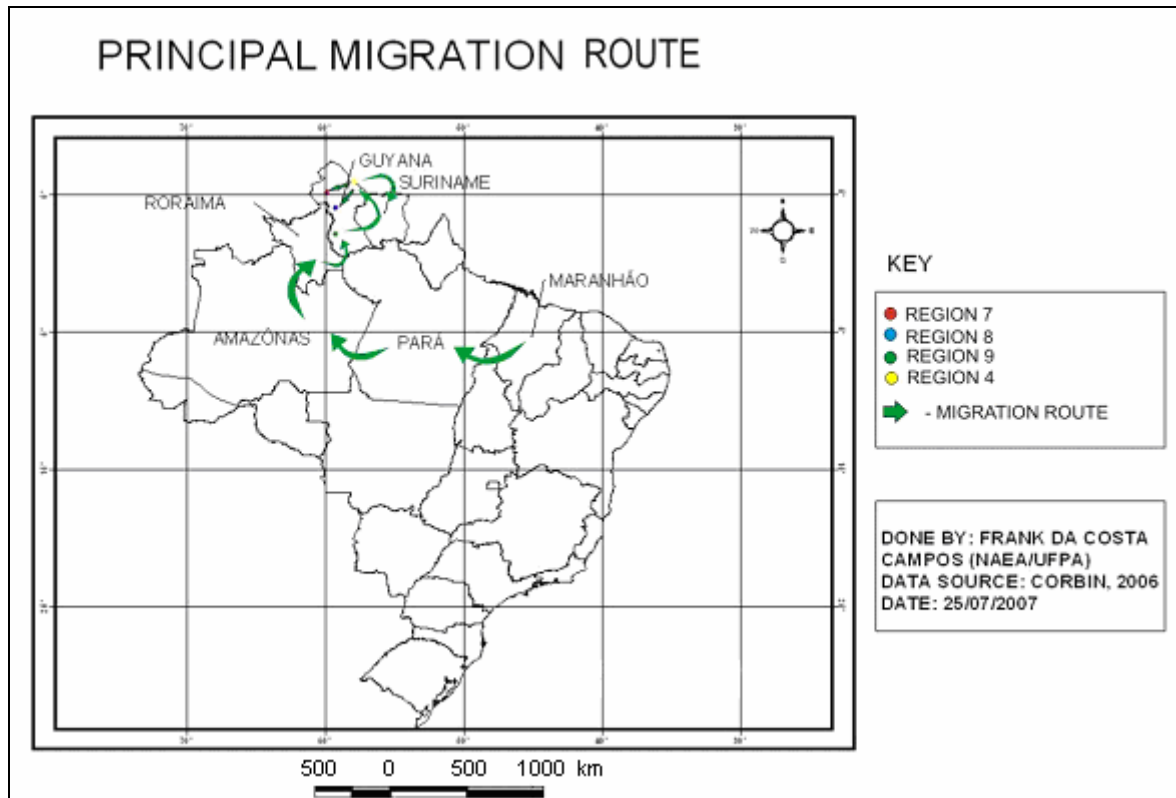 PRINCIPAL MIGRATION ROUTE
GUYANA
SURINAME
RORAIMA
MARANHÃO
AMAZÔNAS
PARÁ
KEY
REGION 7
REGION 8
REGION 9
REGION 4
- MIGRATION ROUTE
DONE BY: FRANK DA COSTA
CAMPOS (NAEA/UFPA)
DATA SOURCE: CORBIN, 2006
DATE: 25/07/2007
500 0 500 1000 km